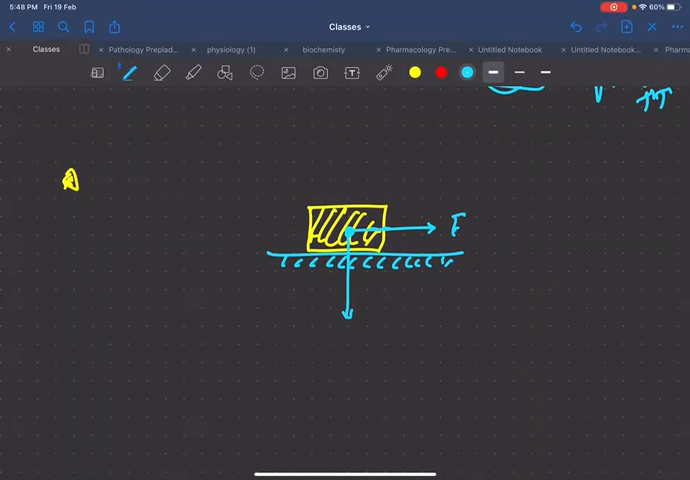 5:48 PM Fri 19 Feb
60%
Classes
Classes
Pathology Preplad...
physiology (1)
biochemisty
Pharmacology Pre...
Untitled Notebook
Untitled Notebook...
Pharma
T
F